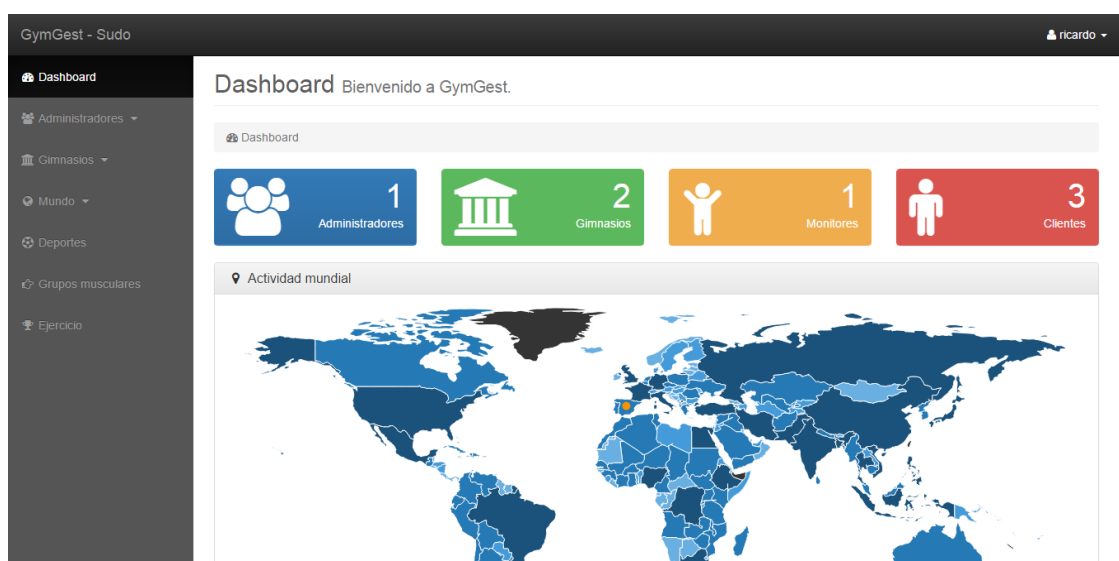 GymGest - Sudo
ricardo
Dashboard
Administradores
Gimnasios
Mundo
Deportes
Grupos musculares
Ejercicio
Dashboard Bienvenido a GymGest.
Dashboard
1
Administradores
2
Gimnasios
1
Monitores
3
Clientes
Actividad mundial